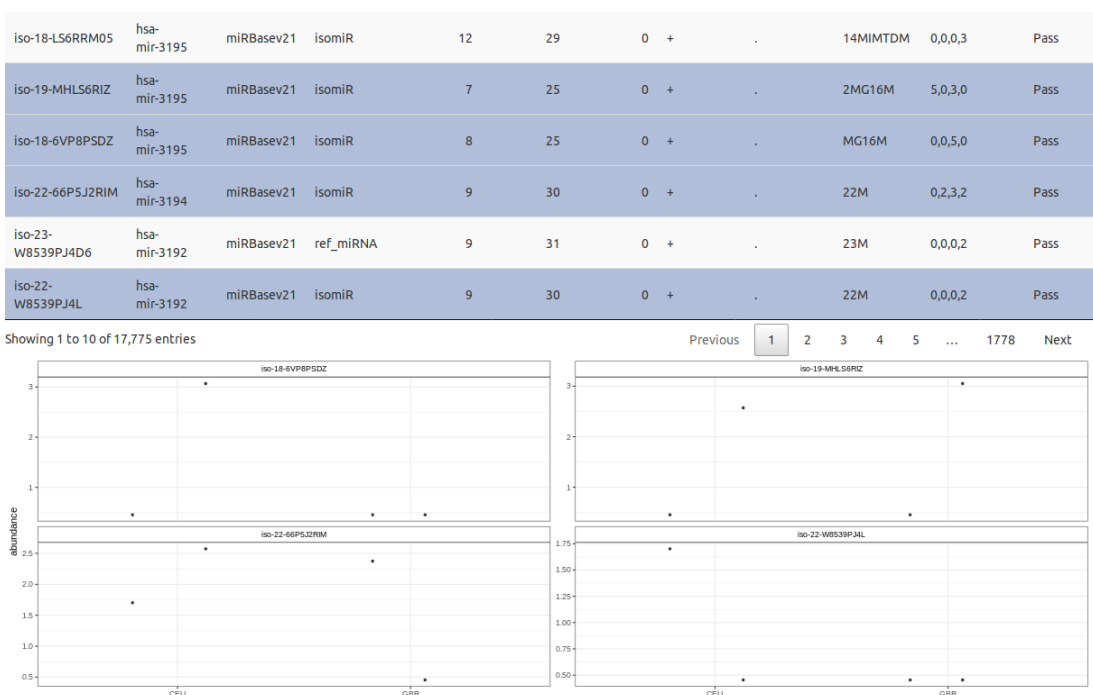 iso-18-LS6RRM05 hsa-mir-3195 miRBasev21 isomiR 12 29 0 + . 14MIMTDM 0,0,0,3 Pass
iso-19-MHLS6RIZ hsa-mir-3195 miRBasev21 isomiR 7 25 0 + . 2MG16M 5,0,3,0 Pass
iso-18-6VP8PSDZ hsa-mir-3195 miRBasev21 isomiR 8 25 0 + . MG16M 0,0,5,0 Pass
iso-22-66P5J2RIM hsa-mir-3194 miRBasev21 isomiR 9 30 0 + . 22M 0,2,3,2 Pass
iso-23-W8539PJ4D6 hsa-mir-3192 miRBasev21 ref_miRNA 9 31 0 + . 23M 0,0,0,2 Pass
iso-22-W8539PJ4L hsa-mir-3192 miRBasev21 isomiR 9 30 0 + . 22M 0,0,0,2 Pass
Showing 1 to 10 of 17,775 entries Previous 1 2 3 4 5 … 1778 Next
abundance
iso-18-6VP8PSDZ
3
2
1
iso-19-MHLS6RIZ
3
2
1
iso-22-66P5J2RIM
2.5
2.0
1.5
1.0
0.5
CEU GBR
iso-22-W8539PJ4L
1.75
1.50
1.25
1.00
0.75
0.50
CEU GBR